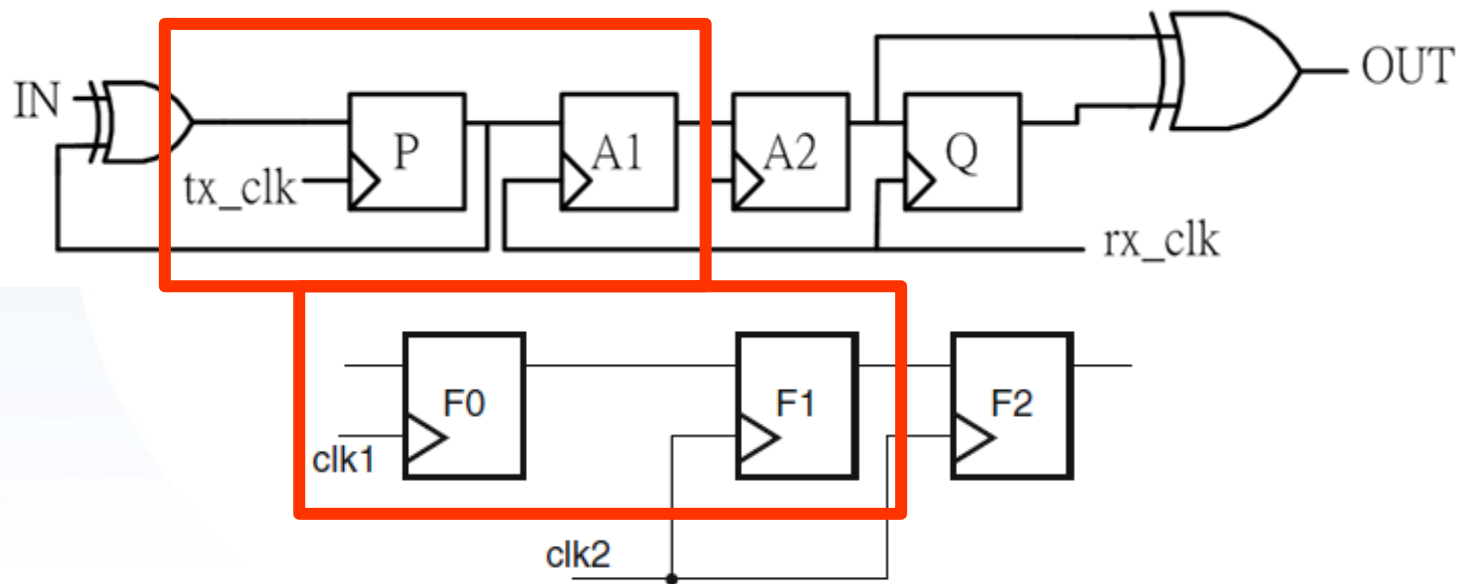 IN
P
A1
A2
Q
OUT
tx_clk
rx_clk
F0
F1
F2
clk1
clk2